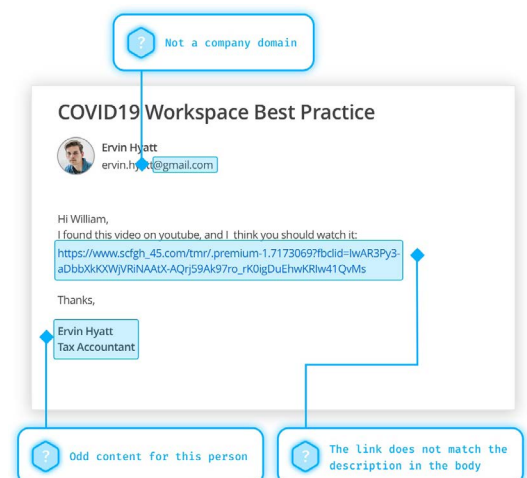 ? Not a company domain
COVID19 Workspace Best Practice
Ervin Hyatt
ervin.hyatt@gmail.com
Hi William,
I found this video on youtube, and I think you should watch it:
https://www.scfgh_45.com/tmr/.premium-1.7173069?fbclid=IwAR3Py3-
aDbbXkKXWjVRiNAAtX-AQrj59Ak97ro_rK0igDuEhwKRIw41QvMs
Thanks,
Ervin Hyatt
Tax Accountant
? Odd content for this person
? The link does not match the
description in the body